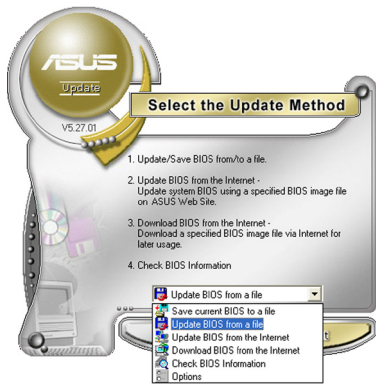 ASUS
Update
V5.27.01
Select the Update Method
1. Update/Save BIOS from/to a file.
2. Update BIOS from the Internet -
Update system BIOS using a specified BIOS image file
on ASUS Web Site.
3. Download BIOS from the Internet -
Download a specified BIOS image file via Internet for
later usage.
4. Check BIOS Information
Update BIOS from a file
Save current BIOS to a file
Update BIOS from a file
Update BIOS from the Internet
Download BIOS from the Internet
Check BIOS Information
Options